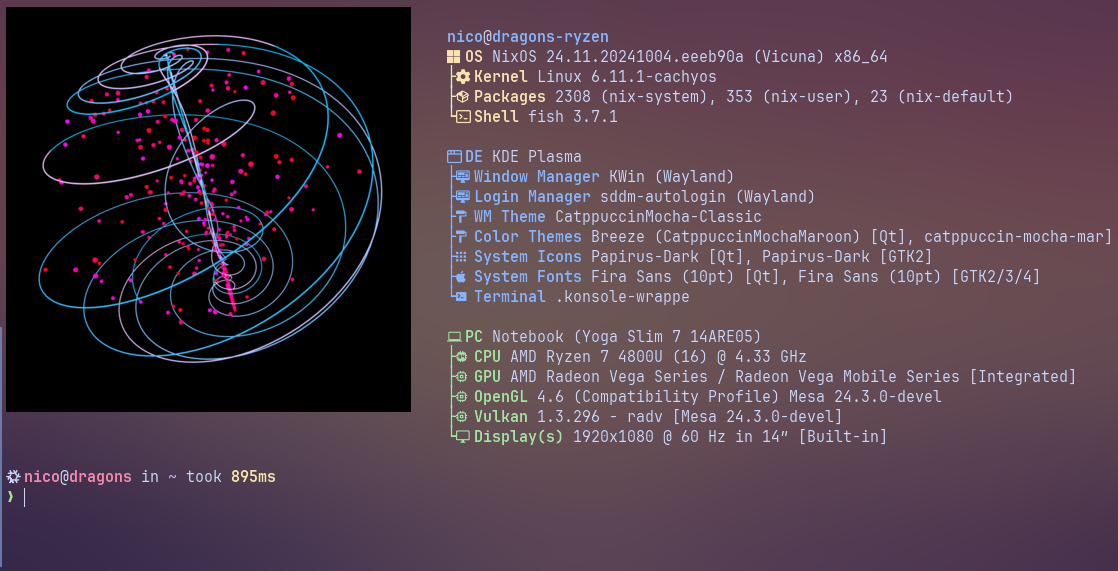 nico@dragons-ryzen
OS NixOS 24.11.20241004.eeeb90a (Vicuna) x86_64
Kernel Linux 6.11.1-cachyos
Packages 2308 (nix-system), 353 (nix-user), 23 (nix-default)
Shell fish 3.7.1
DE KDE Plasma
Window Manager KWin (Wayland)
Login Manager sddm-autologin (Wayland)
WM Theme CatppuccinMocha-Classic
Color Themes Breeze (CatppuccinMochaMaroon) [Qt], catppuccin-mocha-mar]
System Icons Papirus-Dark [Qt], Papirus-Dark [GTK2]
System Fonts Fira Sans (10pt) [Qt], Fira Sans (10pt) [GTK2/3/4]
Terminal .konsole-wrappe
PC Notebook (Yoga Slim 7 14ARE05)
CPU AMD Ryzen 7 4800U (16) @ 4.33 GHz
GPU AMD Radeon Vega Series / Radeon Vega Mobile Series [Integrated]
OpenGL 4.6 (Compatibility Profile) Mesa 24.3.0-devel
Vulkan 1.3.296 - radv [Mesa 24.3.0-devel]
Display(s) 1920x1080 @ 60 Hz in 14″ [Built-in]
nico@dragons in ~ took 895ms
❯